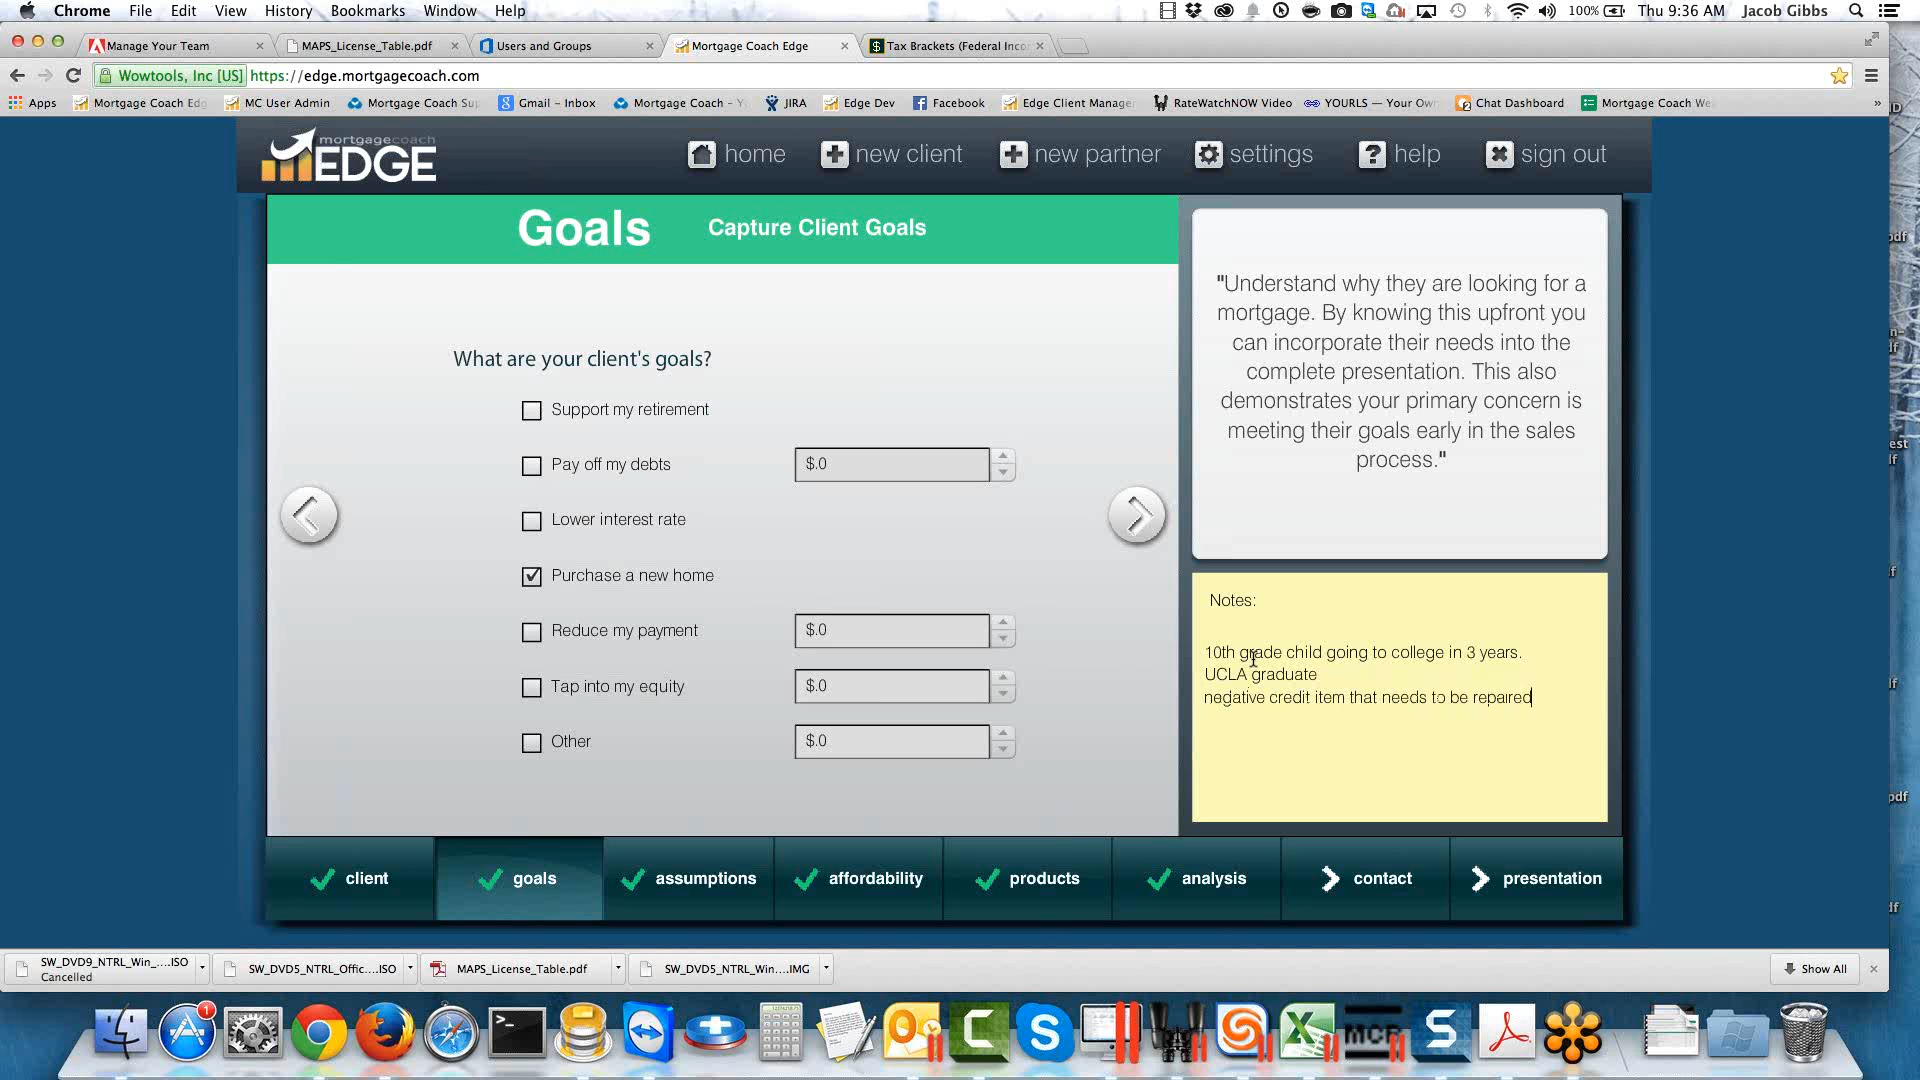 Chrome File Edit View History Bookmarks Window Help
100% Thu 9:36 AM Jacob Gibbs
Manage Your Team
MAPS_License_Table.pdf
Users and Groups
Mortgage Coach Edge
Tax Brackets (Federal Inco
Wowtools, Inc [US] https://edge.mortgagecoach.com
Apps
Mortgage Coach Edg
MC User Admin
Mortgage Coach Su
Gmail - Inbox
Mortgage Coach - Y
JIRA
Edge Dev
Facebook
Edge Client Manage
RateWatchNOW Video
YOURLS — Your Own
Chat Dashboard
Mortgage Coach We
»
mortgagecoach
EDGE
home
new client
new partner
settings
help
sign out
Goals
Capture Client Goals
What are your client's goals?
Support my retirement
Pay off my debts $.0
Lower interest rate
Purchase a new home
Reduce my payment $.0
Tap into my equity $.0
Other $.0
"Understand why they are looking for a
mortgage. By knowing this upfront you
can incorporate their needs into the
complete presentation. This also
demonstrates your primary concern is
meeting their goals early in the sales
process."
Notes:
10th grade child going to college in 3 years.
UCLA graduate
negative credit item that needs to be repaired
client
goals
assumptions
affordability
products
analysis
contact
presentation
SW_DVD9_NTRL_Win_....ISO
Cancelled
SW_DVD5_NTRL_Offic....ISO
MAPS_License_Table.pdf
SW_DVD5_NTRL_Win....IMG
Show All
1
MCP